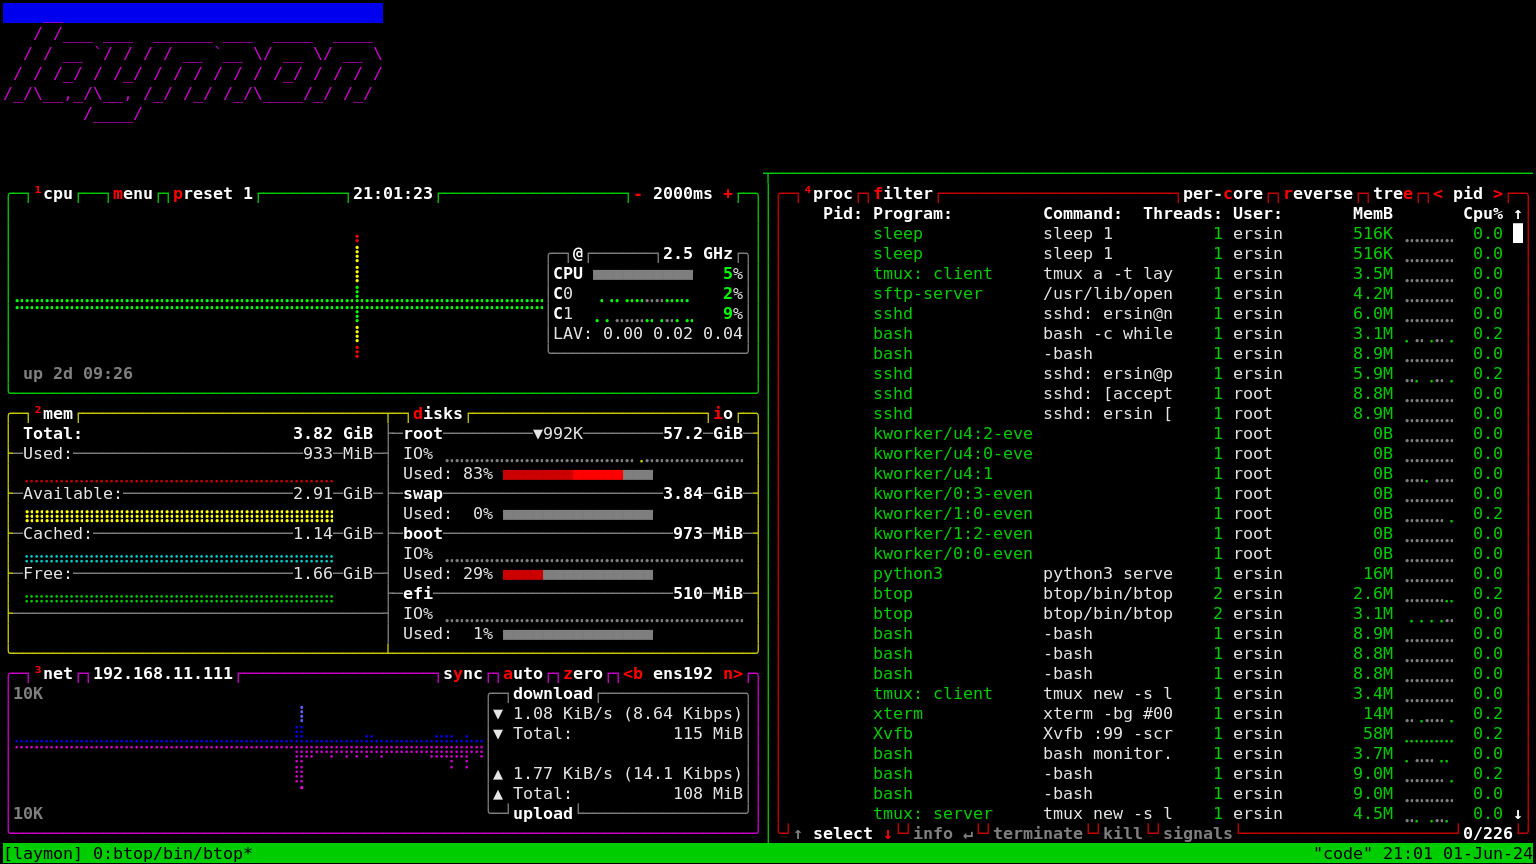 laymon
¹cpu menu preset 1 21:01:23 - 2000ms +
@ 2.5 GHz
CPU 5%
C0 2%
C1 9%
LAV: 0.00 0.02 0.04
up 2d 09:26
²mem
Total: 3.82 GiB
Used: 933 MiB
Available: 2.91 GiB
Cached: 1.14 GiB
Free: 1.66 GiB
disks io
root ▼992K 57.2 GiB
IO%
Used: 83%
swap 3.84 GiB
Used: 0%
boot 973 MiB
IO%
Used: 29%
efi 510 MiB
IO%
Used: 1%
³net 192.168.11.111 sync auto zero <b ens192 n>
10K
10K
download
▼ 1.08 KiB/s (8.64 Kibps)
▼ Total: 115 MiB
▲ 1.77 KiB/s (14.1 Kibps)
▲ Total: 108 MiB
upload
⁴proc filter per-core reverse tree < pid >
Pid: Program: Command: Threads: User: MemB Cpu% ↑
sleep sleep 1 1 ersin 516K 0.0
sleep sleep 1 1 ersin 516K 0.0
tmux: client tmux a -t lay 1 ersin 3.5M 0.0
sftp-server /usr/lib/open 1 ersin 4.2M 0.0
sshd sshd: ersin@n 1 ersin 6.0M 0.0
bash bash -c while 1 ersin 3.1M 0.2
bash -bash 1 ersin 8.9M 0.0
sshd sshd: ersin@p 1 ersin 5.9M 0.2
sshd sshd: [accept 1 root 8.8M 0.0
sshd sshd: ersin [ 1 root 8.9M 0.0
kworker/u4:2-eve 1 root 0B 0.0
kworker/u4:0-eve 1 root 0B 0.0
kworker/u4:1 1 root 0B 0.0
kworker/0:3-even 1 root 0B 0.0
kworker/1:0-even 1 root 0B 0.2
kworker/1:2-even 1 root 0B 0.0
kworker/0:0-even 1 root 0B 0.0
python3 python3 serve 1 ersin 16M 0.0
btop btop/bin/btop 2 ersin 2.6M 0.2
btop btop/bin/btop 2 ersin 3.1M 0.0
bash -bash 1 ersin 8.9M 0.0
bash -bash 1 ersin 8.8M 0.0
bash -bash 1 ersin 8.8M 0.0
tmux: client tmux new -s l 1 ersin 3.4M 0.0
xterm xterm -bg #00 1 ersin 14M 0.2
Xvfb Xvfb :99 -scr 1 ersin 58M 0.2
bash bash monitor. 1 ersin 3.7M 0.0
bash -bash 1 ersin 9.0M 0.2
bash -bash 1 ersin 9.0M 0.0
tmux: server tmux new -s l 1 ersin 4.5M 0.0 ↓
↑ select ↓ info ↵ terminate kill signals 0/226
[laymon] 0:btop/bin/btop* "code" 21:01 01-Jun-24